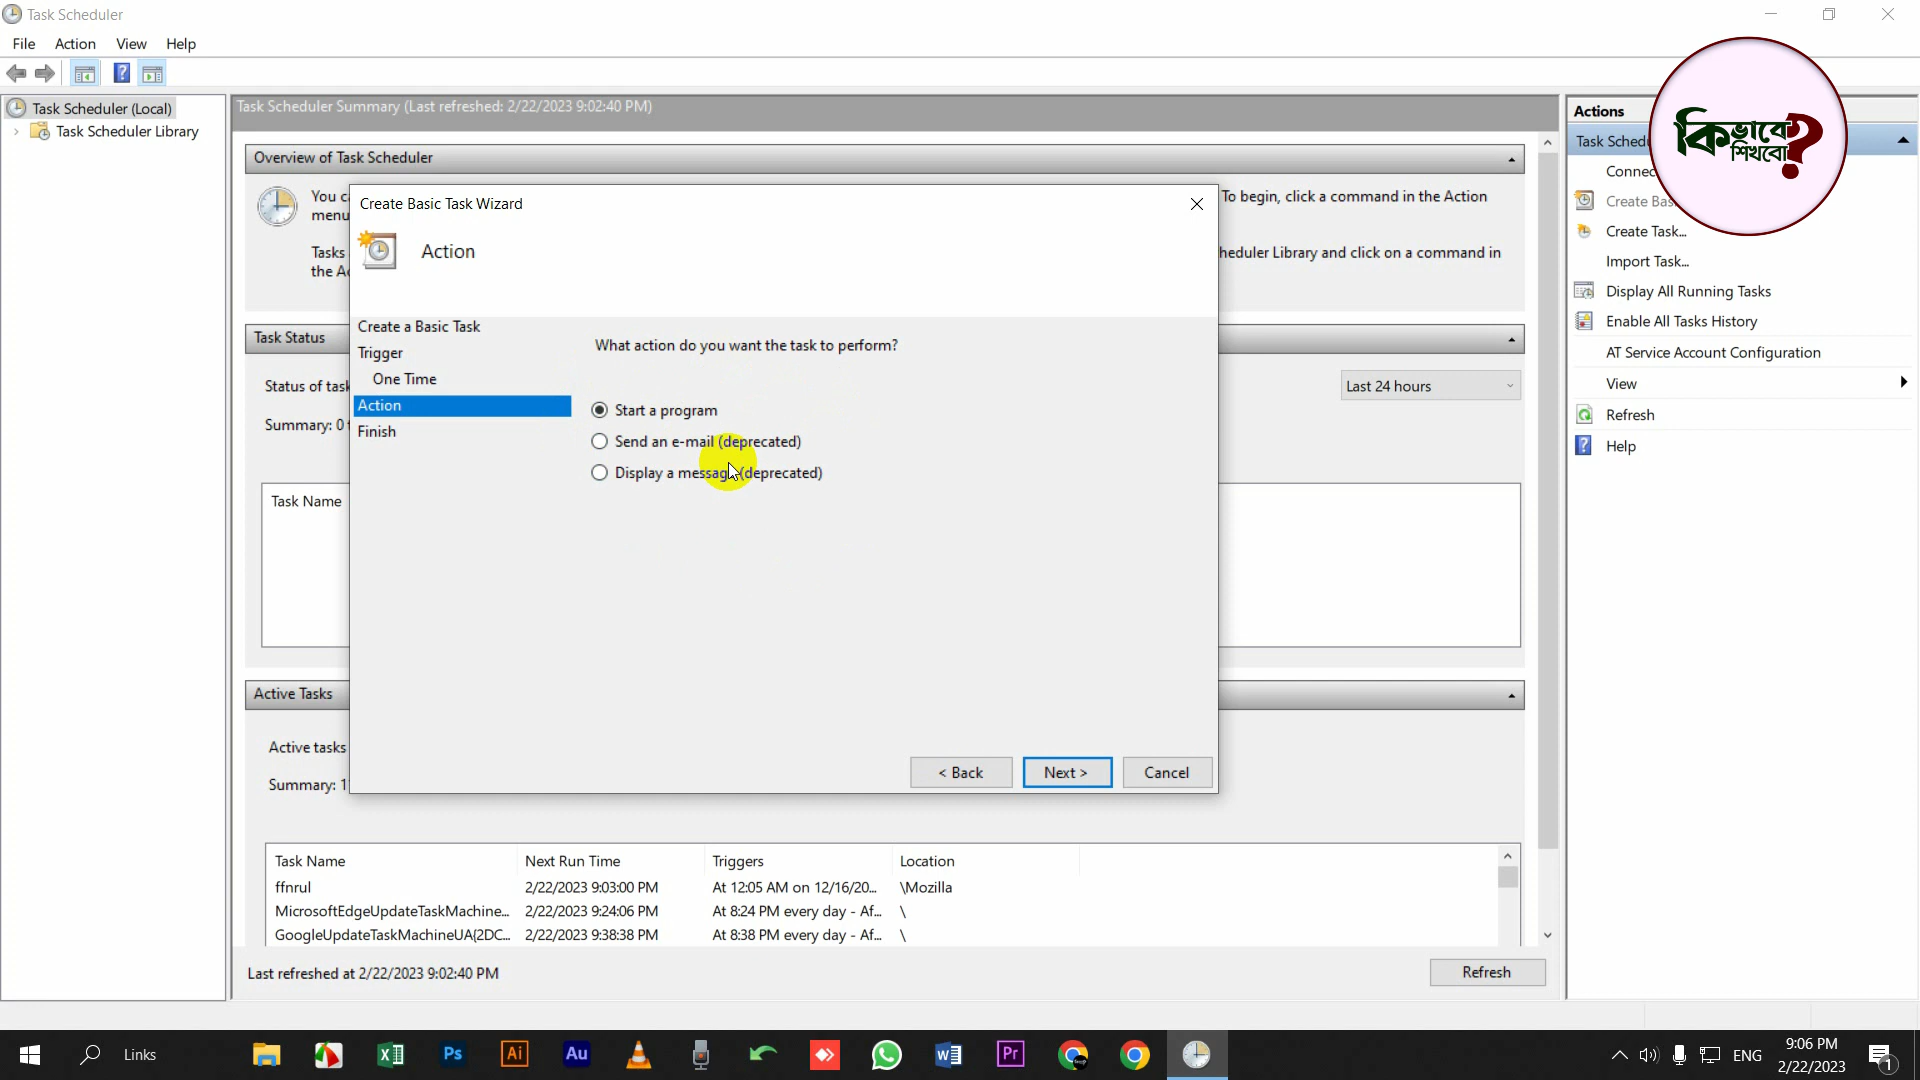 Task Scheduler
File Action View Help
Task Scheduler (Local)
Task Scheduler Library
Task Scheduler Summary (Last refreshed: 2/22/2023 9:02:40 PM)
Overview of Task Scheduler
You c
menu
To begin, click a command in the Action
Tasks
the A
heduler Library and click on a command in
Create Basic Task Wizard
Action
Create a Basic Task
Trigger
One Time
Action
Finish
What action do you want the task to perform?
Start a program
Send an e-mail (deprecated)
Display a message (deprecated)
< Back Next > Cancel
Task Status
Status of task
Last 24 hours
Summary: 0
Task Name
Active Tasks
Active tasks
Summary: 1
Task Name Next Run Time Triggers Location
ffnrul 2/22/2023 9:03:00 PM At 12:05 AM on 12/16/20... \Mozilla
MicrosoftEdgeUpdateTaskMachine... 2/22/2023 9:24:06 PM At 8:24 PM every day - Af... \
GoogleUpdateTaskMachineUA{2DC... 2/22/2023 9:38:38 PM At 8:38 PM every day - Af... \
Last refreshed at 2/22/2023 9:02:40 PM
Refresh
Actions
Task Sched
Connec
Create Bas
Create Task...
Import Task...
Display All Running Tasks
Enable All Tasks History
AT Service Account Configuration
View
Refresh
Help
কিভাবে
শিখবো?
Links
Ps Ai Au Pr
ENG
9:06 PM
2/22/2023
1